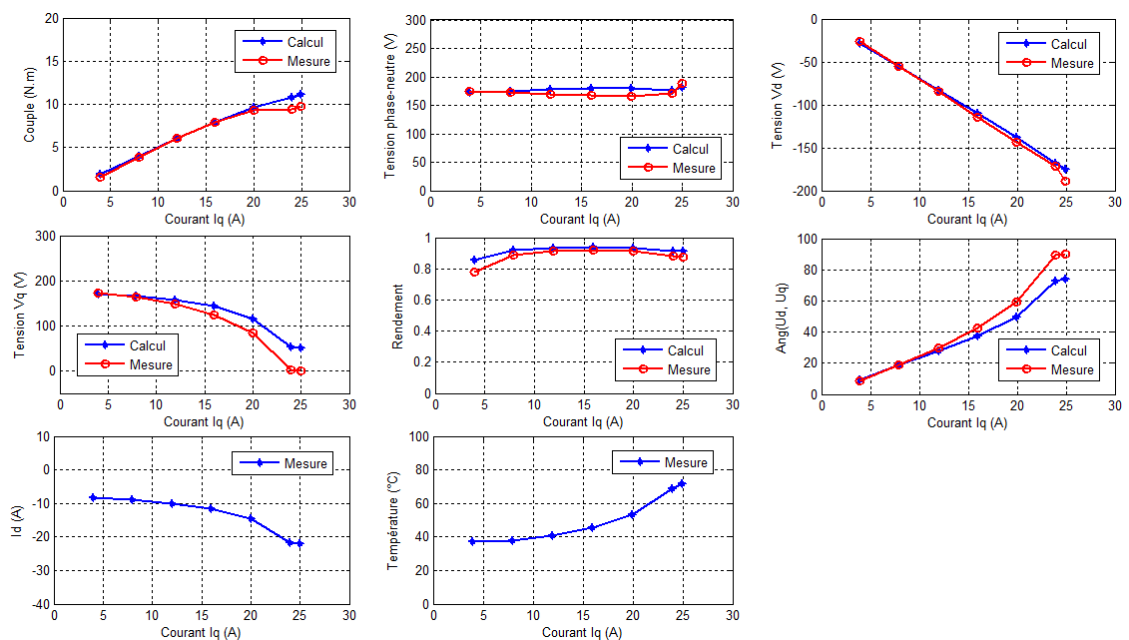 20
15
10
5
0
Couple (N.m)
Calcul
Mesure
0 5 10 15 20 25 30
Courant Iq (A)
300
250
200
150
100
50
0
Tension phase-neutre (V)
Calcul
Mesure
0 5 10 15 20 25 30
Courant Iq (A)
0
-50
-100
-150
-200
Tension Vd (V)
Calcul
Mesure
0 5 10 15 20 25 30
Courant Iq (A)
300
200
100
0
Tension Vq (V)
Calcul
Mesure
0 5 10 15 20 25 30
Courant Iq (A)
1
0.8
0.6
0.4
0.2
0
Rendement
Calcul
Mesure
0 5 10 15 20 25 30
Courant Iq (A)
100
80
60
40
20
0
Ang(Ud, Uq)
Calcul
Mesure
0 5 10 15 20 25 30
Courant Iq (A)
10
0
-10
-20
-30
-40
Id (A)
Mesure
0 5 10 15 20 25 30
Courant Iq (A)
100
80
60
40
20
0
Température (°C)
Mesure
0 5 10 15 20 25 30
Courant Iq (A)